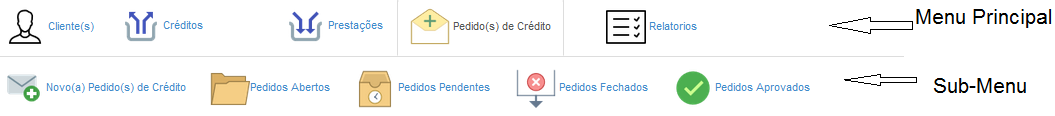 Cliente(s) Créditos Prestações Pedido(s) de Crédito Relatorios Menu Principal
Novo(a) Pedido(s) de Crédito Pedidos Abertos Pedidos Pendentes Pedidos Fechados Pedidos Aprovados Sub-Menu